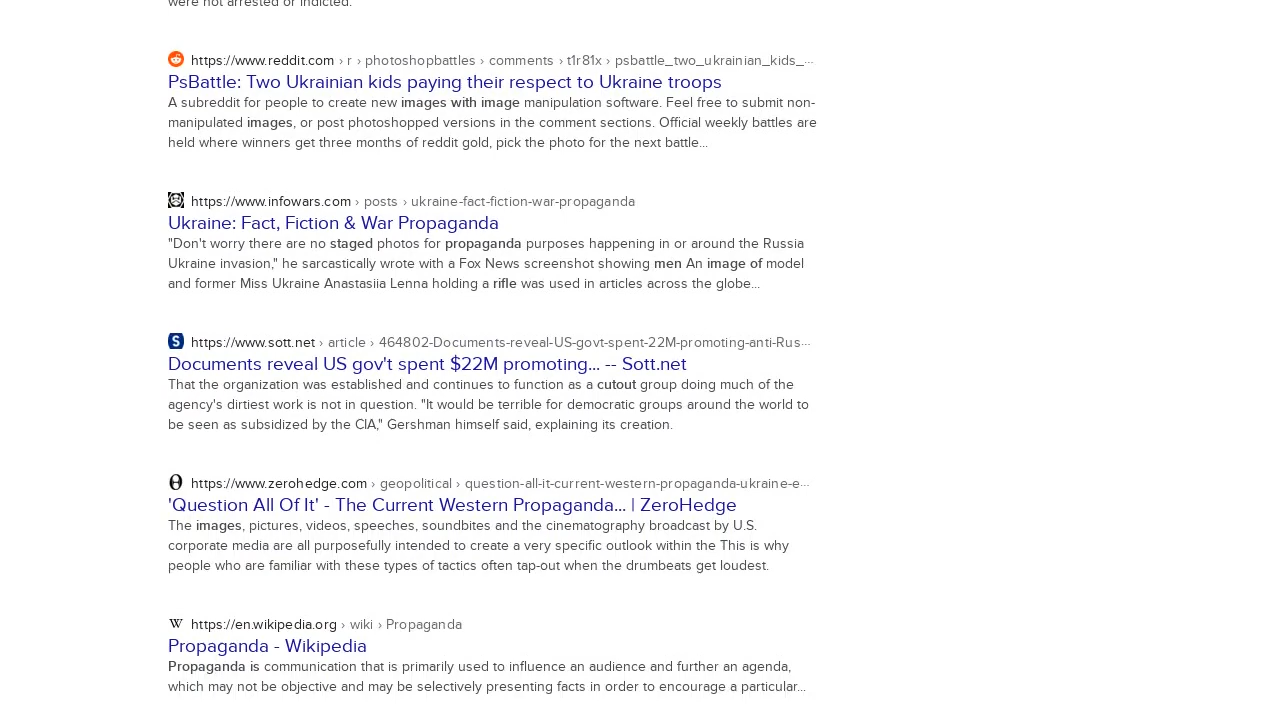 were not arrested or indicted.
https://www.reddit.com › r › photoshopbattles › comments › t1r81x › psbattle_two_ukrainian_kids_...
PsBattle: Two Ukrainian kids paying their respect to Ukraine troops
A subreddit for people to create new images with image manipulation software. Feel free to submit non-
manipulated images, or post photoshopped versions in the comment sections. Official weekly battles are
held where winners get three months of reddit gold, pick the photo for the next battle...
https://www.infowars.com › posts › ukraine-fact-fiction-war-propaganda
Ukraine: Fact, Fiction & War Propaganda
"Don't worry there are no staged photos for propaganda purposes happening in or around the Russia
Ukraine invasion," he sarcastically wrote with a Fox News screenshot showing men An image of model
and former Miss Ukraine Anastasiia Lenna holding a rifle was used in articles across the globe...
https://www.sott.net › article › 464802-Documents-reveal-US-govt-spent-22M-promoting-anti-Rus...
Documents reveal US gov't spent $22M promoting... -- Sott.net
That the organization was established and continues to function as a cutout group doing much of the
agency's dirtiest work is not in question. "It would be terrible for democratic groups around the world to
be seen as subsidized by the CIA," Gershman himself said, explaining its creation.
https://www.zerohedge.com › geopolitical › question-all-it-current-western-propaganda-ukraine-e...
'Question All Of It' - The Current Western Propaganda... | ZeroHedge
The images, pictures, videos, speeches, soundbites and the cinematography broadcast by U.S.
corporate media are all purposefully intended to create a very specific outlook within the This is why
people who are familiar with these types of tactics often tap-out when the drumbeats get loudest.
https://en.wikipedia.org › wiki › Propaganda
Propaganda - Wikipedia
Propaganda is communication that is primarily used to influence an audience and further an agenda,
which may not be objective and may be selectively presenting facts in order to encourage a particular...